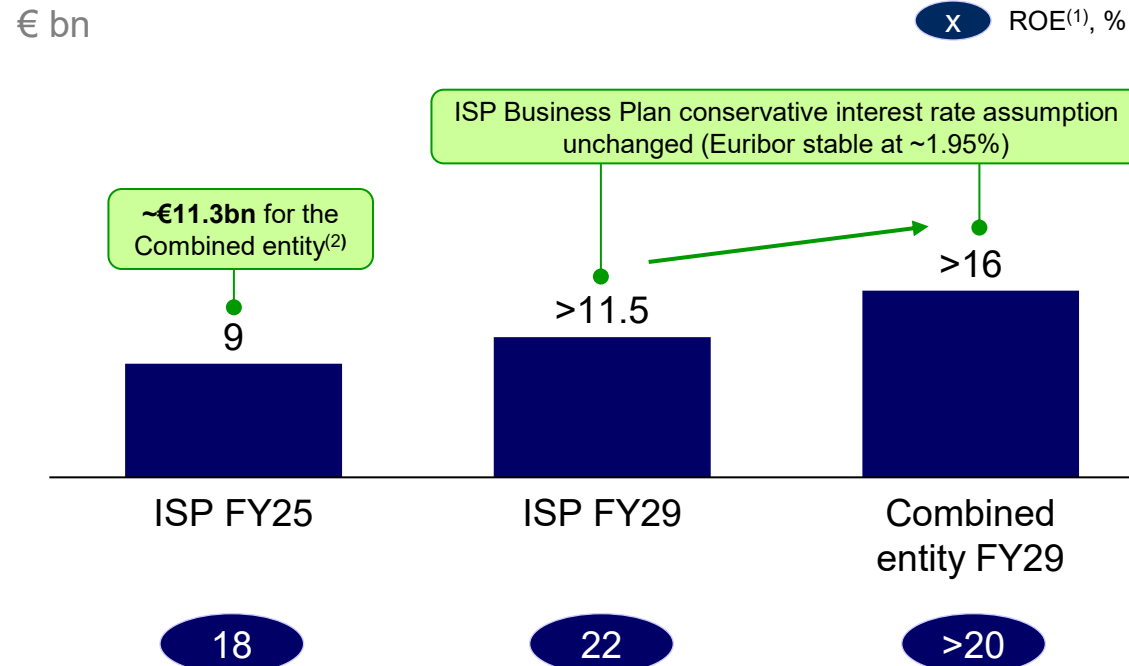 € bn
X ROE(1), %
ISP Business Plan conservative interest rate assumption
unchanged (Euribor stable at ~1.95%)
~€11.3bn for the
Combined entity(2)
9
>11.5
>16
ISP FY25
ISP FY29
Combined
entity FY29
18
22
>20